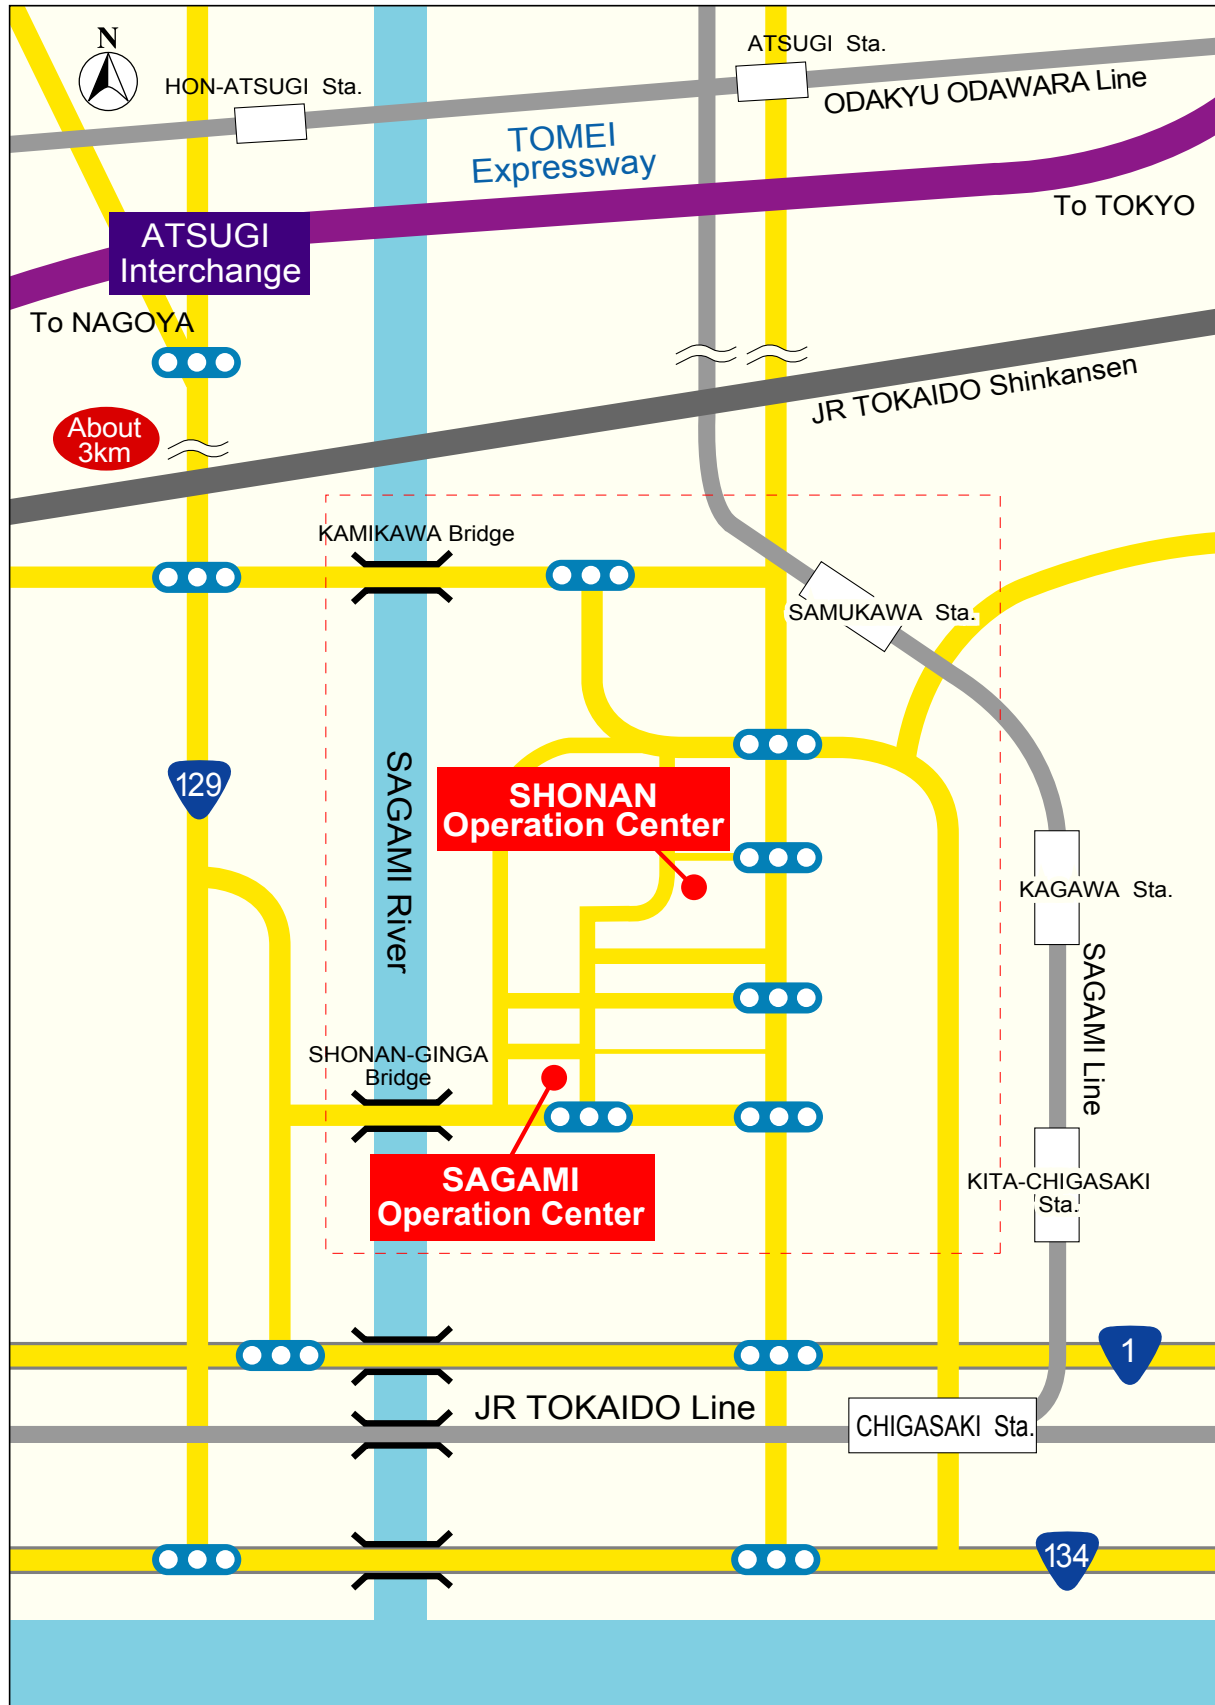 N
ATSUGI Sta.
HON-ATSUGI Sta.
ODAKYU ODAWARA Line
TOMEI
Expressway
To TOKYO
ATSUGI
Interchange
To NAGOYA
JR TOKAIDO Shinkansen
About
3km
KAMIKAWA Bridge
SAMUKAWA Sta.
129
SAGAMI River
SHONAN
Operation Center
KAGAWA Sta.
SAGAMI Line
SHONAN-GINGA
Bridge
SAGAMI
Operation Center
KITA-CHIGASAKI
Sta.
1
JR TOKAIDO Line
CHIGASAKI Sta.
134